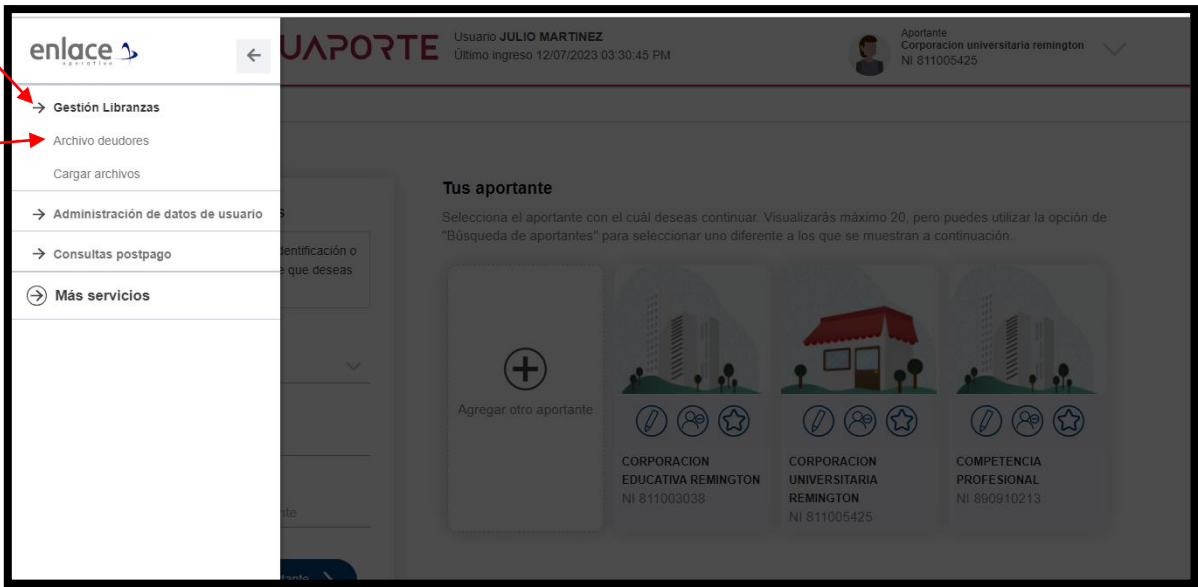 enlace
operativo
UAPORTE
Usuario JULIO MARTINEZ
Último ingreso 12/07/2023 03:30:45 PM
Aportante
Corporacion universitaria remington
NI 811005425
Gestión Libranzas
Archivo deudores
Cargar archivos
Administración de datos de usuario
Consultas postpago
Más servicios
s
dentificación o
e que deseas
nte
tante
Tus aportante
Selecciona el aportante con el cuál deseas continuar. Visualizarás máximo 20, pero puedes utilizar la opción de
"Búsqueda de aportantes" para seleccionar uno diferente a los que se muestran a continuación.
Agregar otro aportante
CORPORACION
EDUCATIVA REMINGTON
NI 811003038
CORPORACION
UNIVERSITARIA
REMINGTON
NI 811005425
COMPETENCIA
PROFESIONAL
NI 890910213